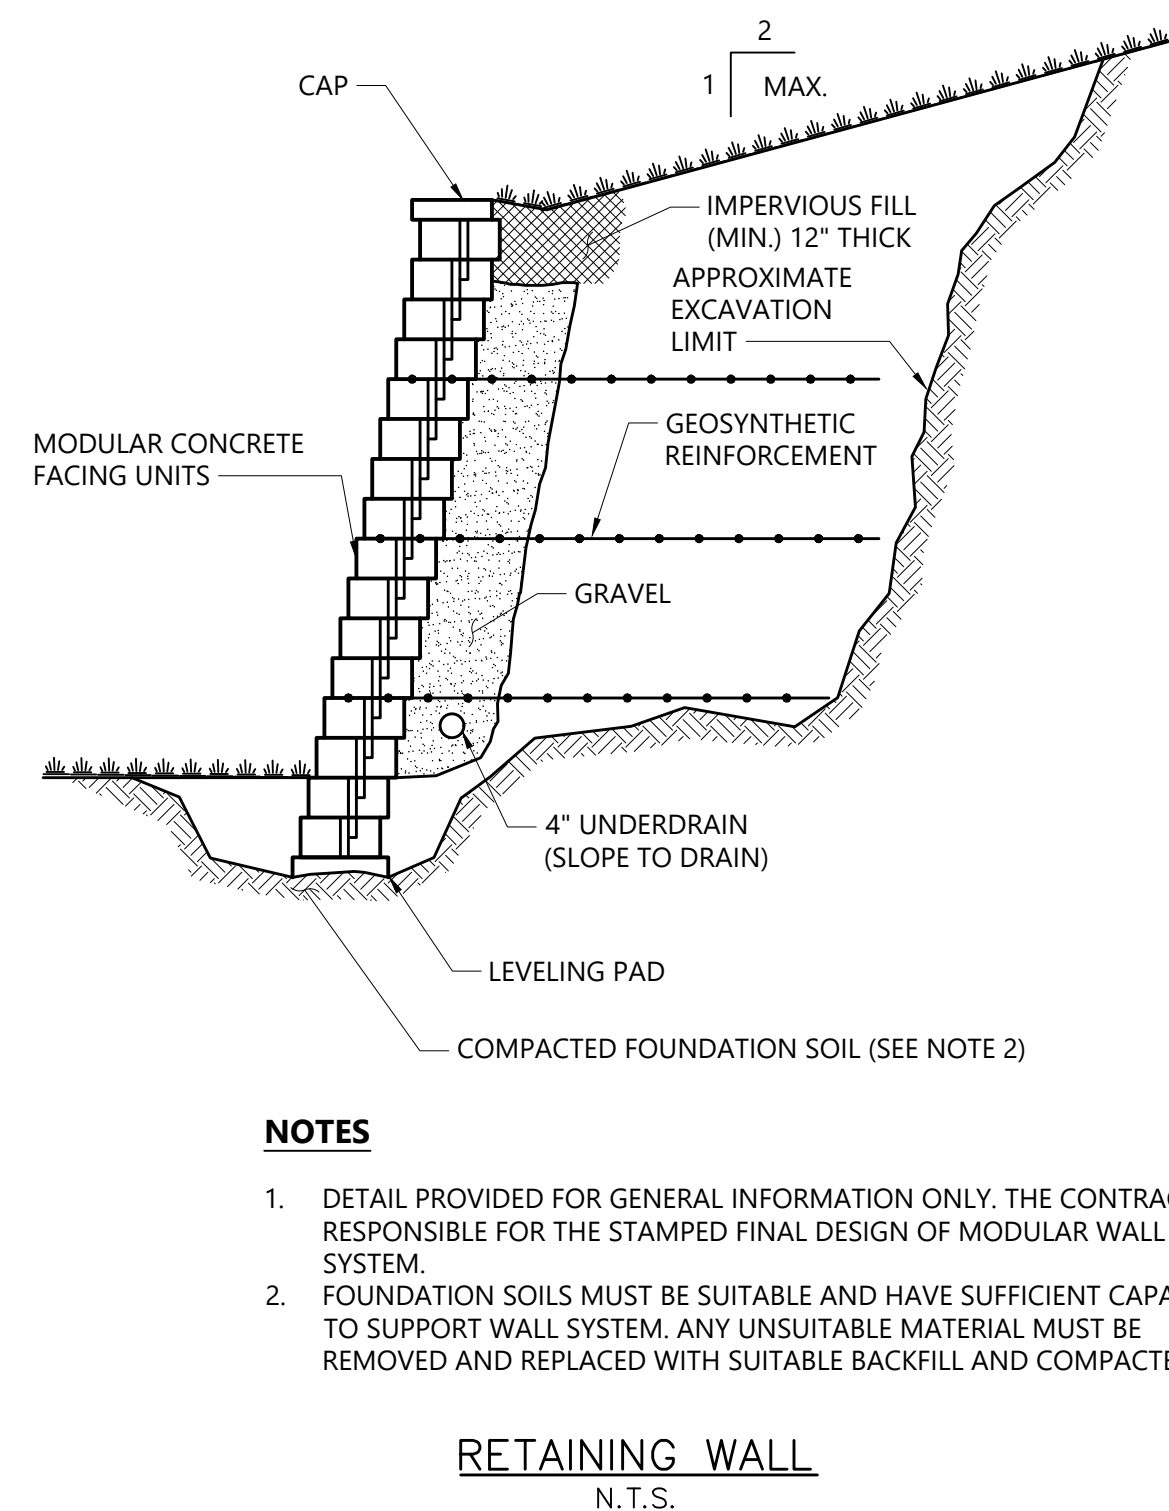 2
1 MAX.
CAP
IMPERVIOUS FILL
(MIN.) 12" THICK
APPROXIMATE
EXCAVATION
LIMIT
GEOSYNTHETIC
REINFORCEMENT
MODULAR CONCRETE
FACING UNITS
GRAVEL
4" UNDERDRAIN
(SLOPE TO DRAIN)
LEVELING PAD
COMPACTED FOUNDATION SOIL (SEE NOTE 2)
NOTES
1. DETAIL PROVIDED FOR GENERAL INFORMATION ONLY. THE
RESPONSIBLE FOR THE STAMPED FINAL DESIGN OF MODULAR WALL
SYSTEM.
2. FOUNDATION SOILS MUST BE SUITABLE AND HAVE SUFFICIENT
TO SUPPORT WALL SYSTEM. ANY UNSUITABLE MATERIAL MUST BE
REMOVED AND REPLACED WITH SUITABLE BACKFILL AND
RETAINING WALL
N.T.S.